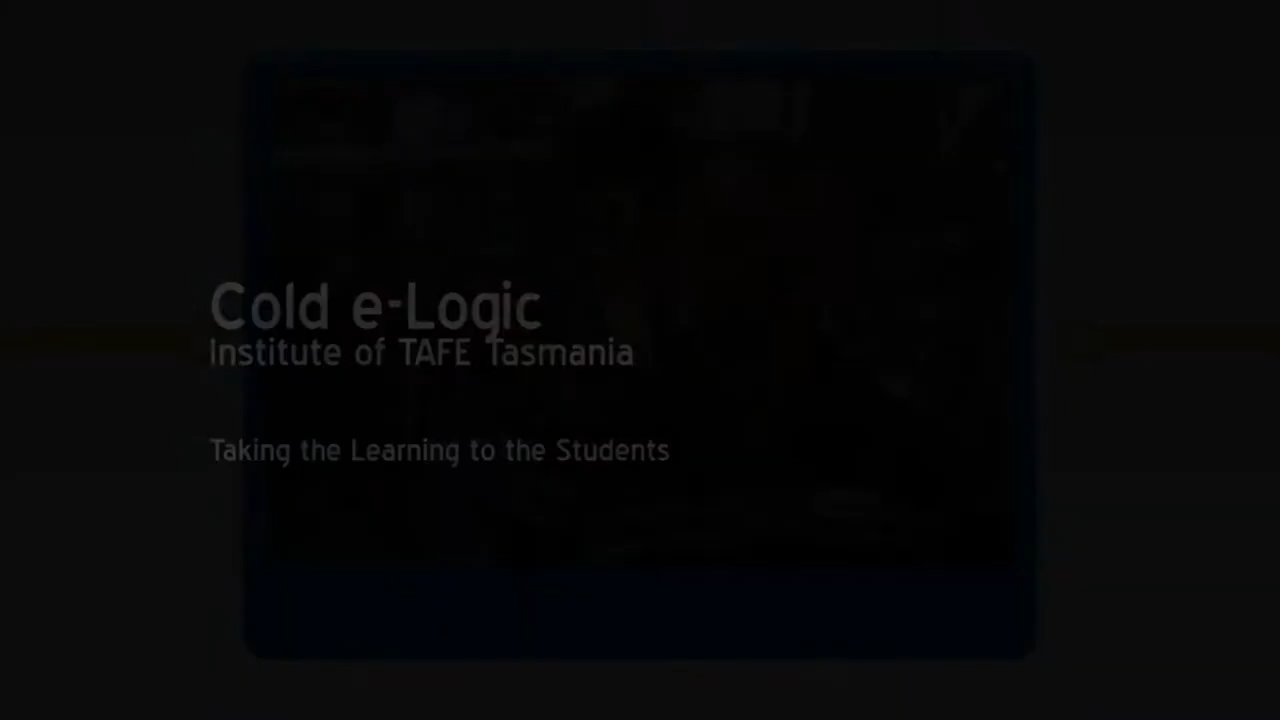 Cold e-Logic
Institute of TAFE Tasmania
Taking the Learning to the Students